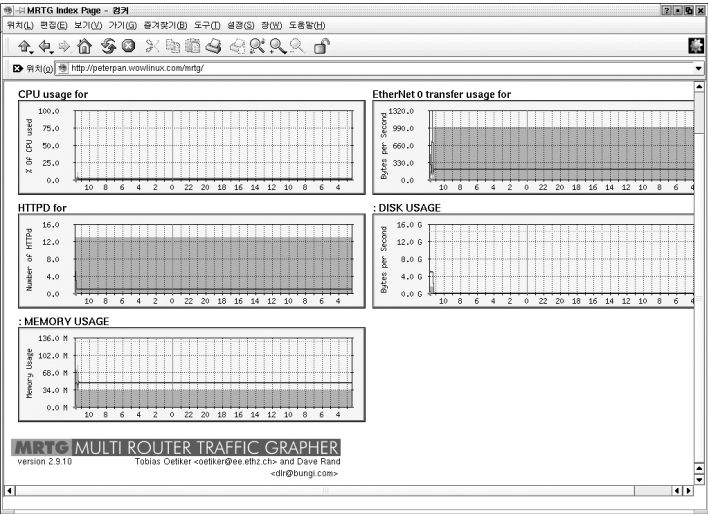 MRTG Index Page - 컹커
위치(L) 편집(E) 보기(V) 가기(G) 즐겨찾기(B) 도구(T) 설정(S) 창(W) 도움말(H)
위치(o) http://peterpan.wowlinux.com/mrtg/
CPU usage for
100.0
75.0
50.0
25.0
0.0
% OF CPU used
10 8 6 4 2 0 22 20 18 16 14 12 10 8 6 4
EtherNet 0 transfer usage for
1320.0
990.0
660.0
330.0
0.0
Bytes per Second
10 8 6 4 2 0 22 20 18 16 14 12 10 8 6 4
HTTPD for
16.0
12.0
8.0
4.0
0.0
Number of HTTPd
10 8 6 4 2 0 22 20 18 16 14 12 10 8 6 4
: DISK USAGE
16.0 G
12.0 G
8.0 G
4.0 G
0.0 G
Bytes per Second
10 8 6 4 2 0 22 20 18 16 14 12 10 8 6 4
: MEMORY USAGE
136.0 M
102.0 M
68.0 M
34.0 M
0.0 M
Memory Usage
10 8 6 4 2 0 22 20 18 16 14 12 10 8 6 4
MRTG MULTI ROUTER TRAFFIC GRAPHER
version 2.9.10 Tobias Oetiker <oetiker@ee.ethz.ch> and Dave Rand
<dlr@bungi.com>